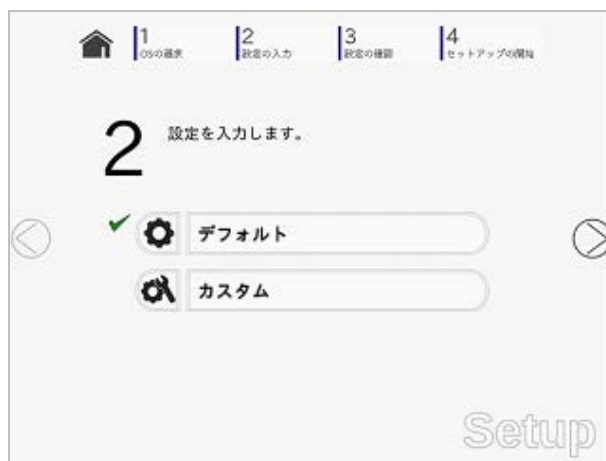 1
OSの選択
2
設定の入力
3
設定の確認
4
セットアップの開始
2
設定を入力します。
デフォルト
カスタム
Setup